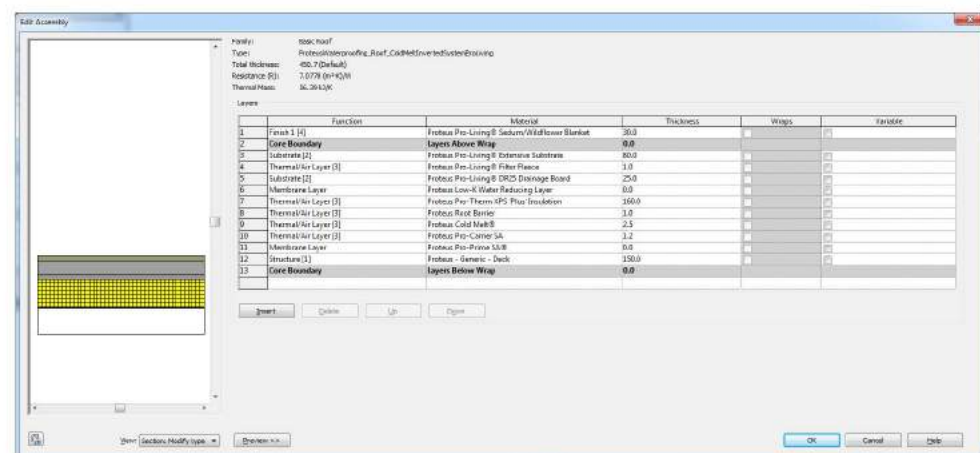 Edit Assembly
Family: Basic Roof
Type: ProteusWaterproofing_Roof_ColdMeltInvertedSystemProLiving
Total thickness: 450.7 (Default)
Resistance (R): 7.0778 (m²·K)/W
Thermal Mass: 36.39 kJ/K
Layers
Function Material Thickness Wraps Variable
1 Finish 1 [4] Proteus Pro-Living® Sedum/Wildflower Blanket 30.0
2 Core Boundary Layers Above Wrap 0.0
3 Substrate [2] Proteus Pro-Living® Extensive Substrate 80.0
4 Thermal/Air Layer [3] Proteus Pro-Living® Filter Fleece 1.0
5 Substrate [2] Proteus Pro-Living® DR25 Drainage Board 25.0
6 Membrane Layer Proteus Low-K Water Reducing Layer 0.0
7 Thermal/Air Layer [3] Proteus Pro-Therm XPS Plus Insulation 160.0
8 Thermal/Air Layer [3] Proteus Root Barrier 1.0
9 Thermal/Air Layer [3] Proteus Cold Melt® 2.5
10 Thermal/Air Layer [3] Proteus Pro-Carrier SA 1.2
11 Membrane Layer Proteus Pro-Prime SA® 0.0
12 Structure [1] Proteus - Generic - Deck 150.0
13 Core Boundary Layers Below Wrap 0.0
Insert Delete Up Down
View: Section: Modify type Preview >> OK Cancel Help